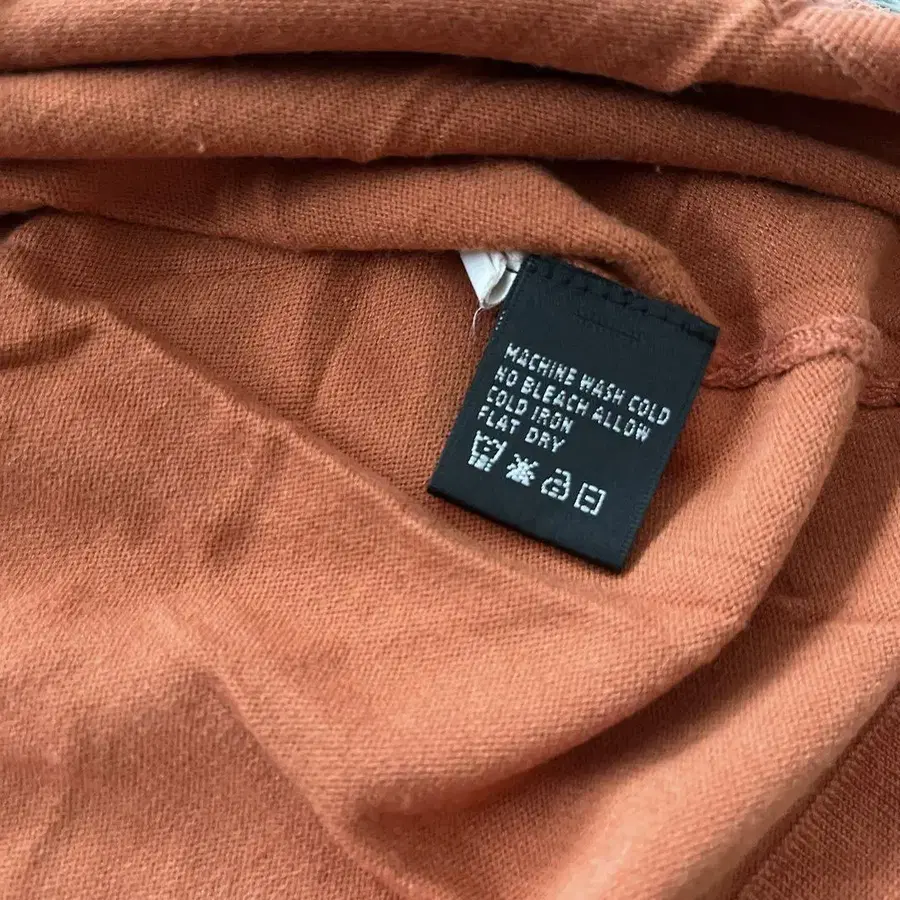 MACHINE WASH COLD
NO BLEACH ALLOW
COLD IRON
FLAT DRY